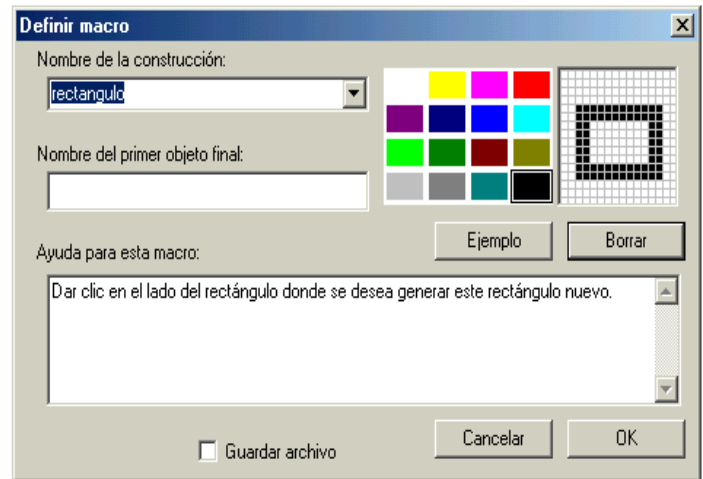 Definir macro
Nombre de la construcción:
rectangulo
Nombre del primer objeto final:
Ejemplo
Borrar
Ayuda para esta macro:
Dar clic en el lado del rectángulo donde se desea generar este rectángulo nuevo.
Guardar archivo
Cancelar
OK